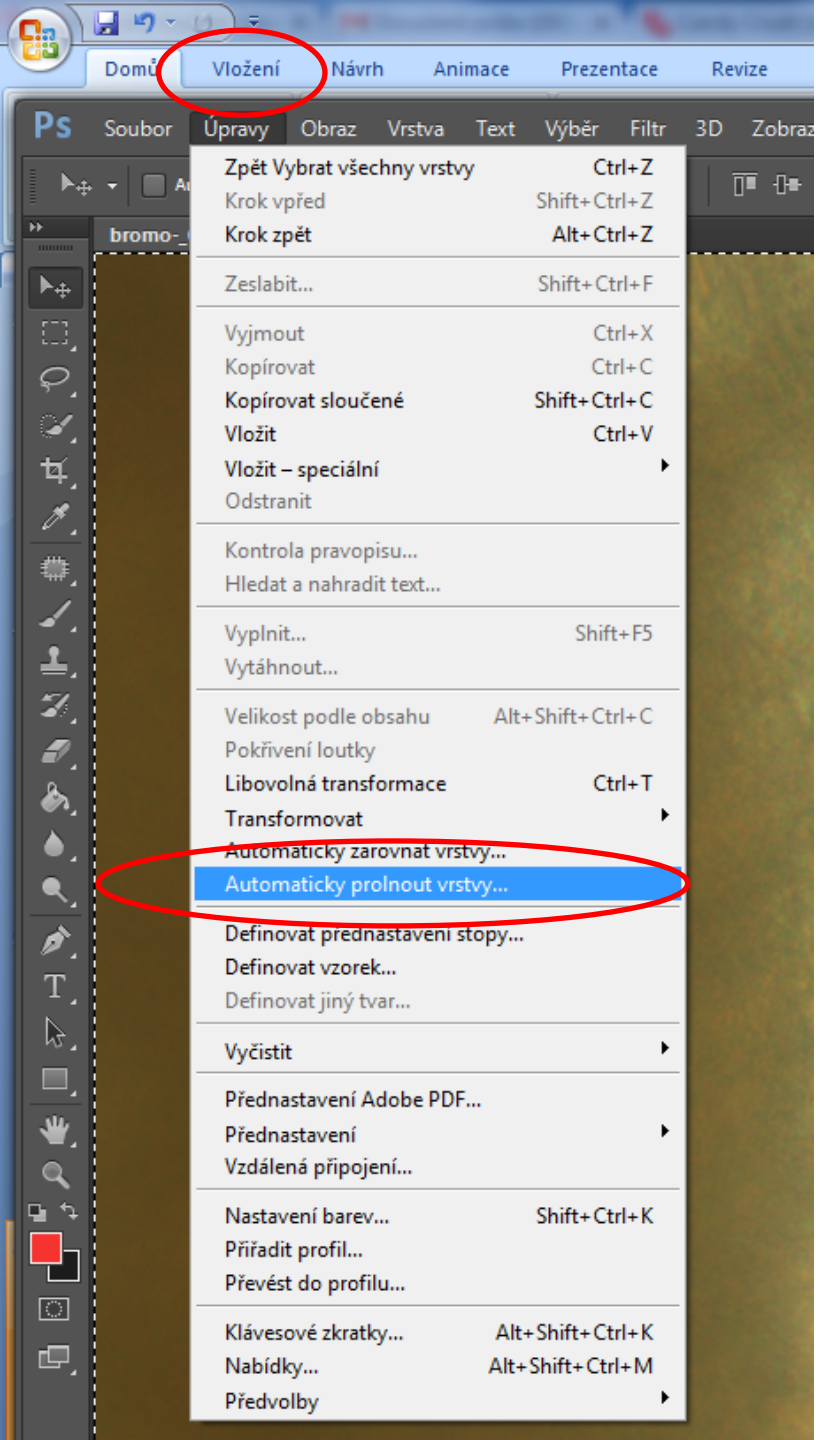 Domů Vložení Návrh Animace Prezentace Revize
Ps Soubor Úpravy Obraz Vrstva Text Výběr Filtr 3D
bromo-_
Zpět Vybrat všechny vrstvy Ctrl+Z
Krok vpřed Shift+Ctrl+Z
Krok zpět Alt+Ctrl+Z
Zeslabit... Shift+Ctrl+F
Vyjmout Ctrl+X
Kopírovat Ctrl+C
Kopírovat sloučené Shift+Ctrl+C
Vložit Ctrl+V
Vložit – speciální
Odstranit
Kontrola pravopisu...
Hledat a nahradit text...
Vyplnit... Shift+F5
Vytáhnout...
Velikost podle obsahu Alt+Shift+Ctrl+C
Pokřivení loutky
Libovolná transformace Ctrl+T
Transformovat
Automaticky zarovnat vrstvy...
Automaticky prolnout vrstvy...
Definovat přednastavení stopy...
Definovat vzorek...
Definovat jiný tvar...
Vyčistit
Přednastavení Adobe PDF...
Přednastavení
Vzdálená připojení...
Nastavení barev... Shift+Ctrl+K
Přiřadit profil...
Převést do profilu...
Klávesové zkratky... Alt+Shift+Ctrl+K
Nabídky... Alt+Shift+Ctrl+M
Předvolby